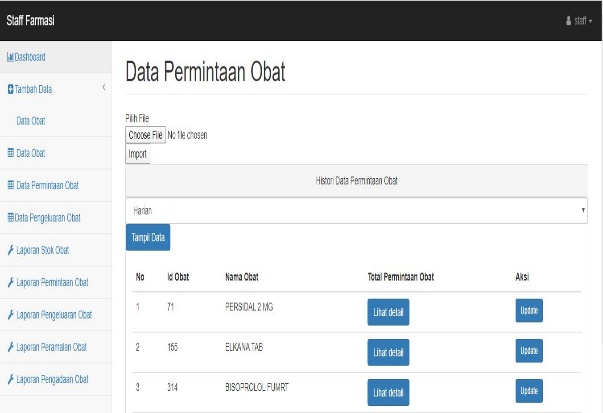 Staff Farmasi
staff
Dashboard
Tambah Data
Data Obat
Data Obat
Data Permintaan Obat
Data Pengeluaran Obat
Laporan Stok Obat
Laporan Permintaan Obat
Laporan Pengeluaran Obat
Laporan Peramalan Obat
Laporan Pengadaan Obat
Data Permintaan Obat
Pilih File
Choose File No file chosen
Import
Histori Data Permintaan Obat
Harian
Tampil Data
No Id Obat Nama Obat Total Permintaan Obat Aksi
1 71 PERSIDAL 2 MG Lihat detail Update
2 165 ELKANA TAB Lihat detail Update
3 314 BISOPROLOL FUMRT Lihat detail Update